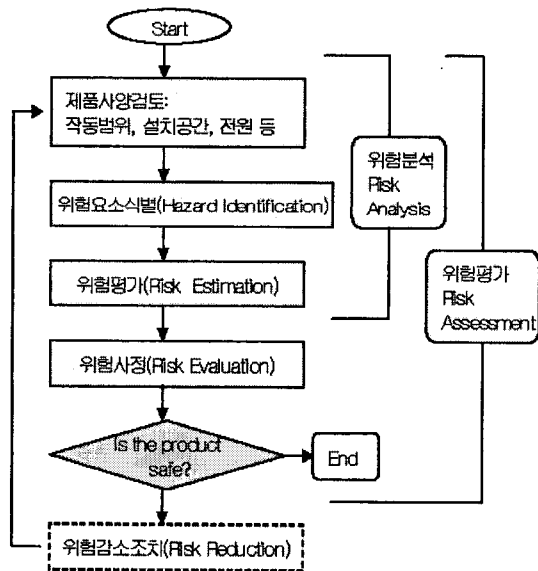 Start
제품사양검토:
작동범위, 설치공간, 전원 등
위험요소식별(Hazard Identification)
위험평가(Risk Estimation)
위험사정(Risk Evaluation)
Is the product
safe?
End
위험감소조치(Risk Reduction)
위험분석
Risk
Analysis
위험평가
Risk
Assessment